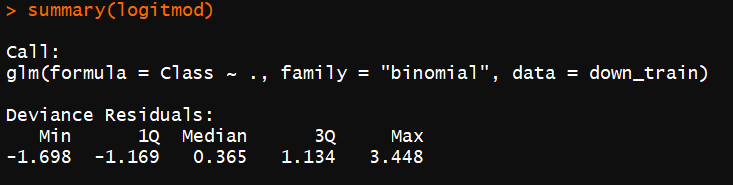 > summary(logitmod)
Call:
glm(formula = Class ~ ., family = "binomial", data = down_train)
Deviance Residuals:
Min 1Q Median 3Q Max
-1.698 -1.169 0.365 1.134 3.448